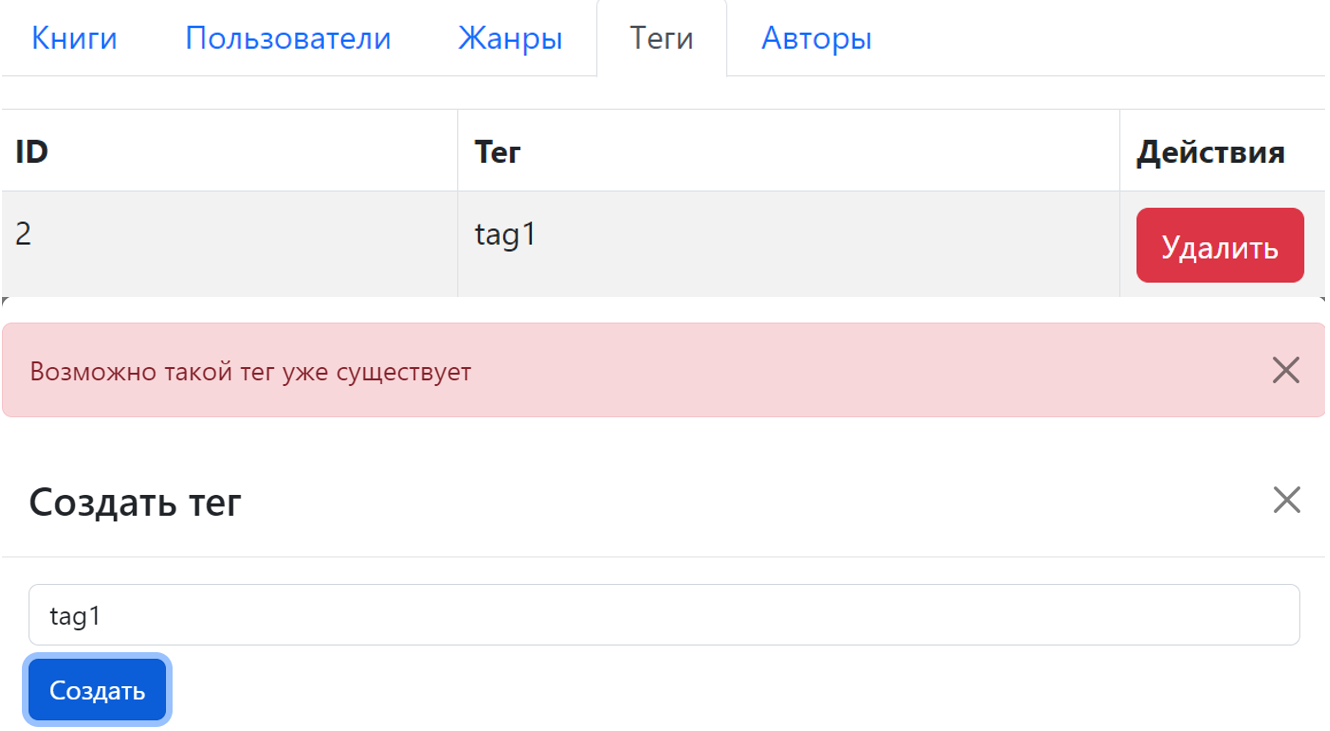 Книги Пользователи Жанры Теги Авторы
ID Тег Действия
2 tag1 Удалить
Возможно такой тег уже существует
Создать тег
tag1
Создать